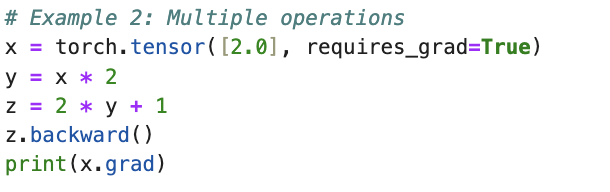 # Example 2: Multiple operations
x = torch.tensor([2.0], requires_grad=True)
y = x * 2
z = 2 * y + 1
z.backward()
print(x.grad)